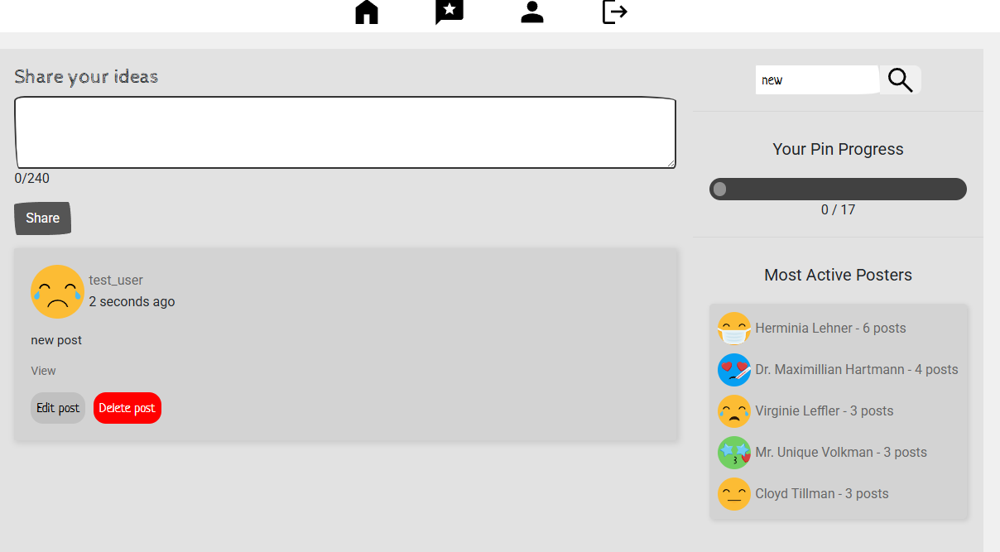 Share your ideas
0/240
Share
test_user
2 seconds ago
new post
View
Edit post
Delete post
new
Your Pin Progress
0 / 17
Most Active Posters
Herminia Lehner - 6 posts
Dr. Maximillian Hartmann - 4 posts
Virginie Leffler - 3 posts
Mr. Unique Volkman - 3 posts
Cloyd Tillman - 3 posts